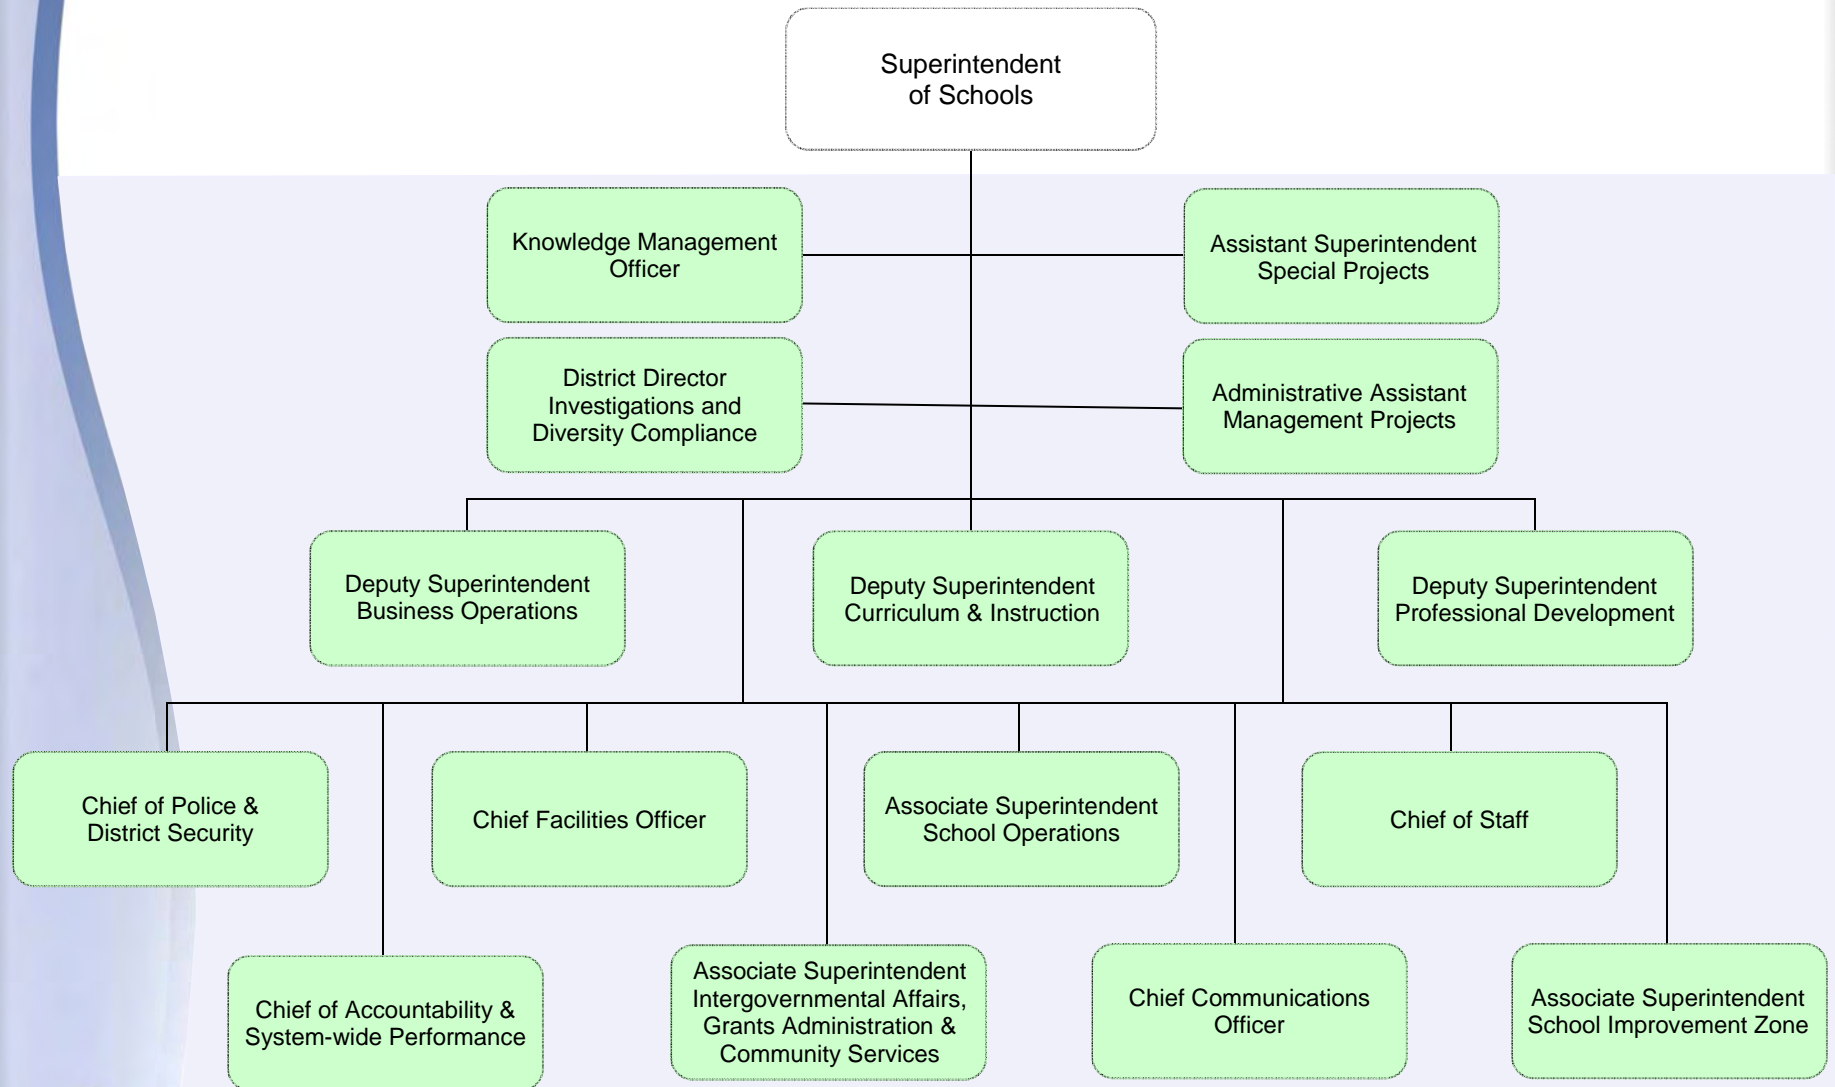 Superintendent
of Schools
Knowledge Management
Officer
Assistant Superintendent
Special Projects
District Director
Investigations and
Diversity Compliance
Administrative Assistant
Management Projects
Deputy Superintendent
Business Operations
Deputy Superintendent
Curriculum & Instruction
Deputy Superintendent
Professional Development
Chief of Police &
District Security
Chief Facilities Officer
Associate Superintendent
School Operations
Chief of Staff
Chief of Accountability &
System-wide Performance
Associate Superintendent
Intergovernmental Affairs,
Grants Administration &
Community Services
Chief Communications
Officer
Associate Superintendent
School Improvement Zone